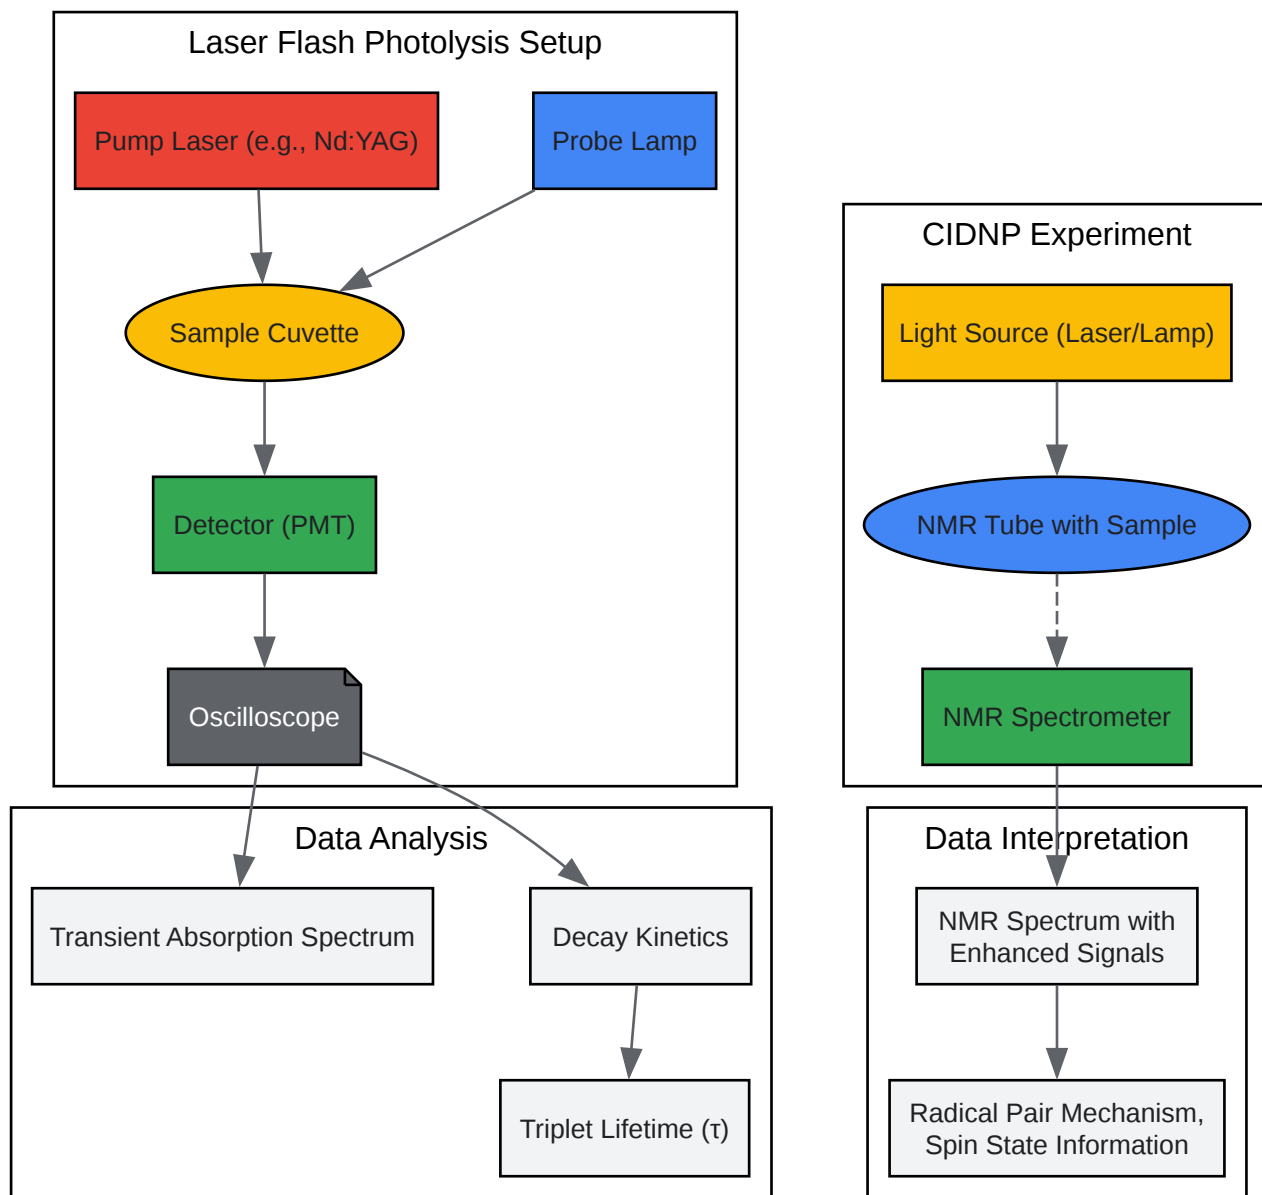 Laser Flash Photolysis Setup
Pump Laser (e.g., Nd:YAG)
Probe Lamp
Sample Cuvette
Detector (PMT)
Oscilloscope
Data Analysis
Transient Absorption Spectrum
Decay Kinetics
Triplet Lifetime (τ)
CIDNP Experiment
Light Source (Laser/Lamp)
NMR Tube with Sample
NMR Spectrometer
Data Interpretation
NMR Spectrum with
Enhanced Signals
Radical Pair Mechanism,
Spin State Information